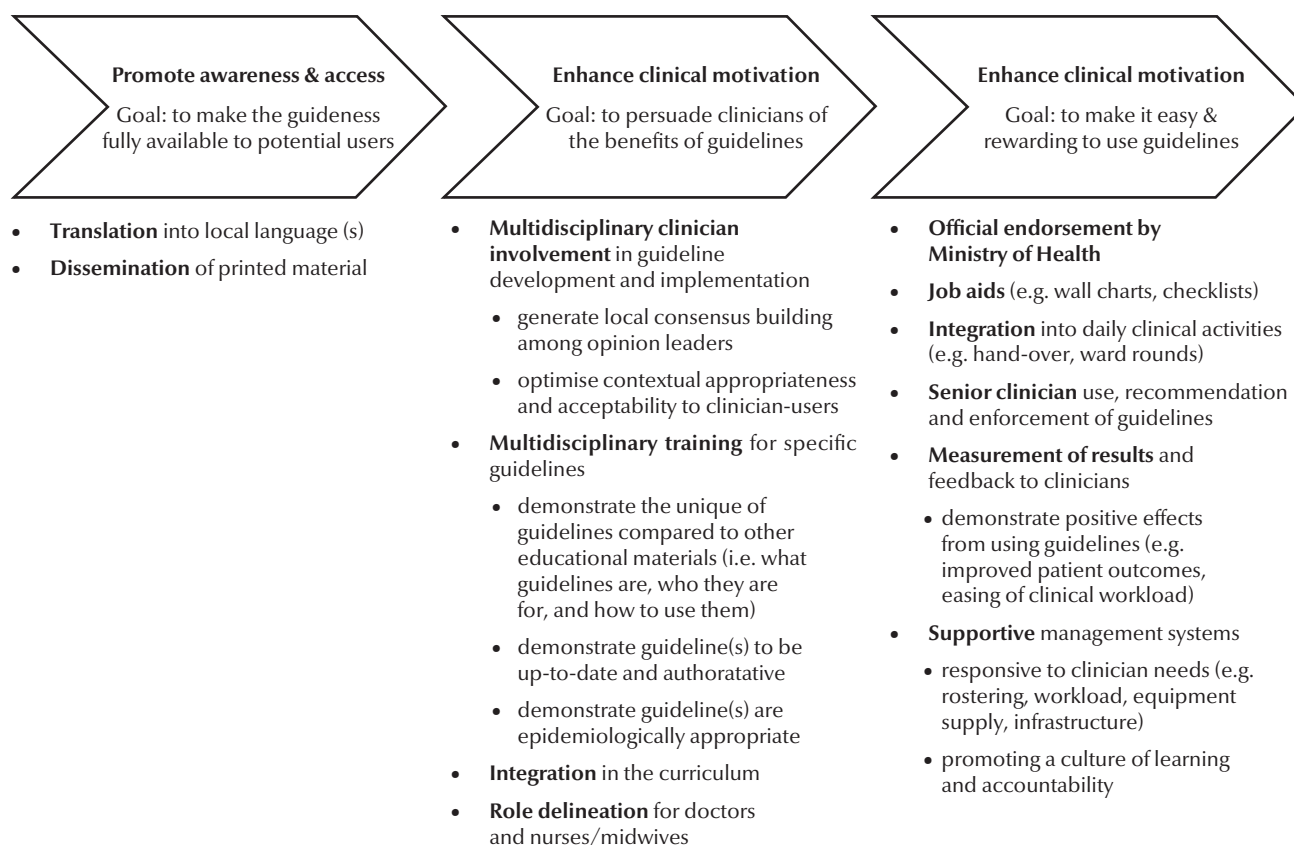 Promote awareness & access
Goal: to make the guideness
fully available to potential users
• Translation into local language (s)
• Dissemination of printed material
Enhance clinical motivation
Goal: to persuade clinicians of
the benefits of guidelines
• Multidisciplinary clinician
involvement in guideline
development and implementation
• generate local consensus building
among opinion leaders
• optimise contextual appropriateness
and acceptability to clinician-users
• Multidisciplinary training for specific
guidelines
• demonstrate the unique of
guidelines compared to other
educational materials (i.e. what
guidelines are, who they are
for, and how to use them)
• demonstrate guideline(s) to be
up-to-date and authoratative
• demonstrate guideline(s) are
epidemiologically appropriate
• Integration in the curriculum
• Role delineation for doctors
and nurses/midwives
Enhance clinical motivation
Goal: to make it easy &
rewarding to use guidelines
• Official endorsement by
Ministry of Health
• Job aids (e.g. wall charts, checklists)
• Integration into daily clinical activities
(e.g. hand-over, ward rounds)
• Senior clinician use, recommendation
and enforcement of guidelines
• Measurement of results and
feedback to clinicians
• demonstrate positive effects
from using guidelines (e.g.
improved patient outcomes,
easing of clinical workload)
• Supportive management systems
• responsive to clinician needs (e.g.
rostering, workload, equipment
supply, infrastructure)
• promoting a culture of learning
and accountability